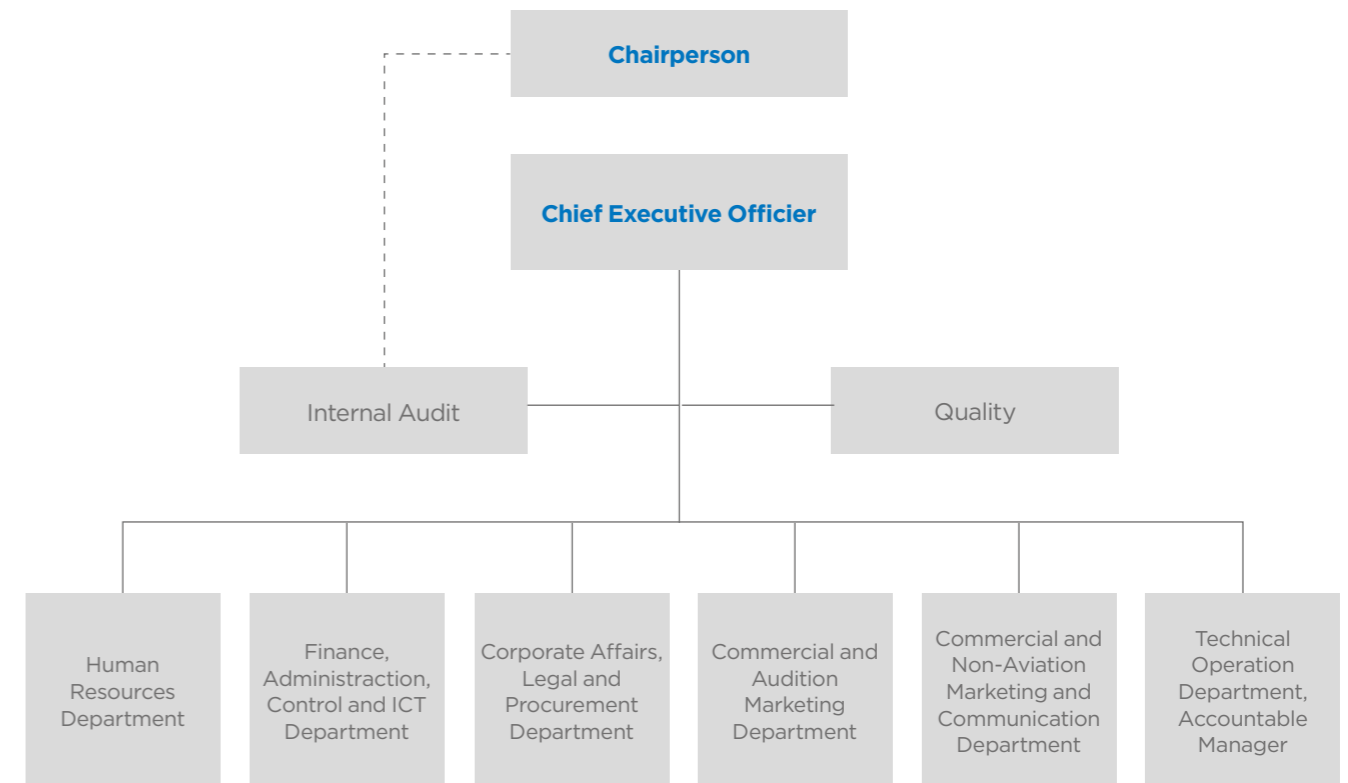 Chairperson
Chief Executive Officier
Internal Audit
Quality
Human
Resources
Department
Finance,
Administraction,
Control and ICT
Department
Corporate Affairs,
Legal and
Procurement
Department
Commercial and
Audition
Marketing
Department
Commercial and
Non-Aviation
Marketing and
Communication
Department
Technical
Operation
Department,
Accountable
Manager